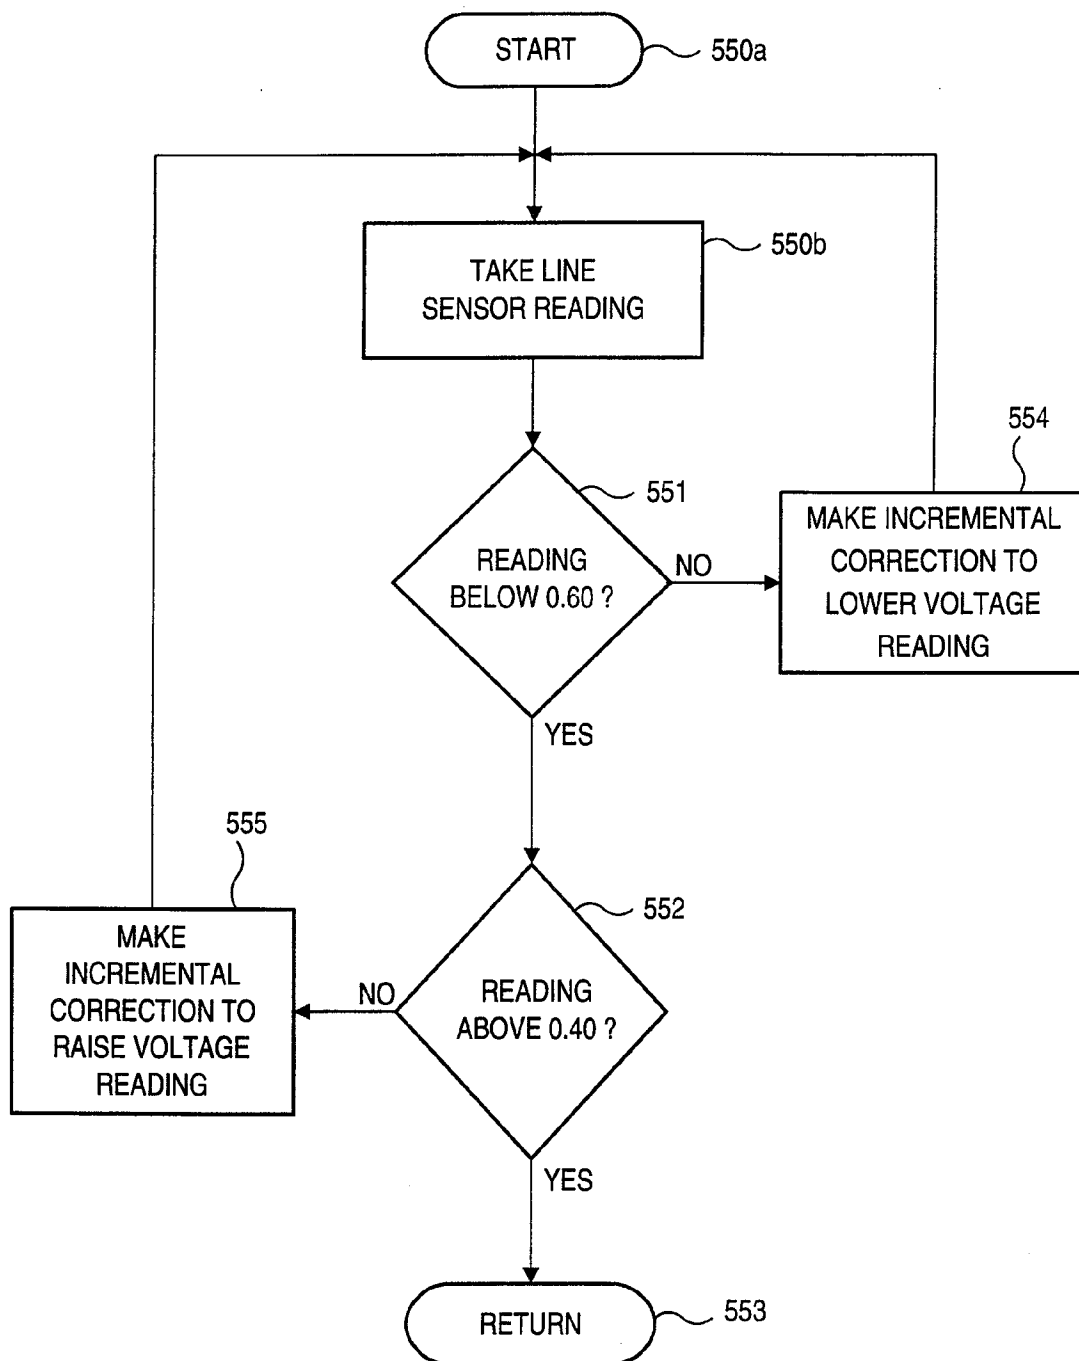 START
550a
TAKE LINE
SENSOR READING
550b
READING
BELOW 0.60 ?
551
NO
554
MAKE INCREMENTAL
CORRECTION TO
LOWER VOLTAGE
READING
YES
555
MAKE
INCREMENTAL
CORRECTION TO
RAISE VOLTAGE
READING
NO
552
READING
ABOVE 0.40 ?
YES
RETURN
553